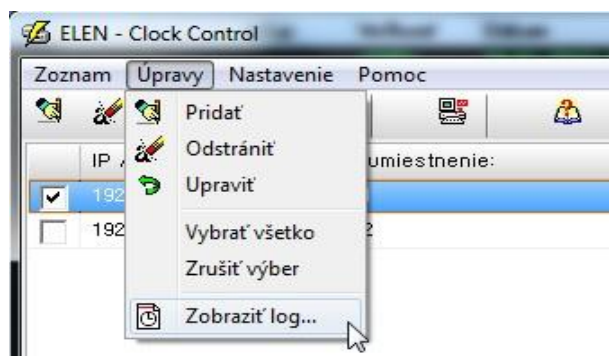 ELEN - Clock Control
Zoznam Úpravy Nastavenie Pomoc
Pridať
Odstrániť
Upraviť
Vybrať všetko
Zrušiť výber
Zobraziť log...
IP umiestnenie:
192
192 2